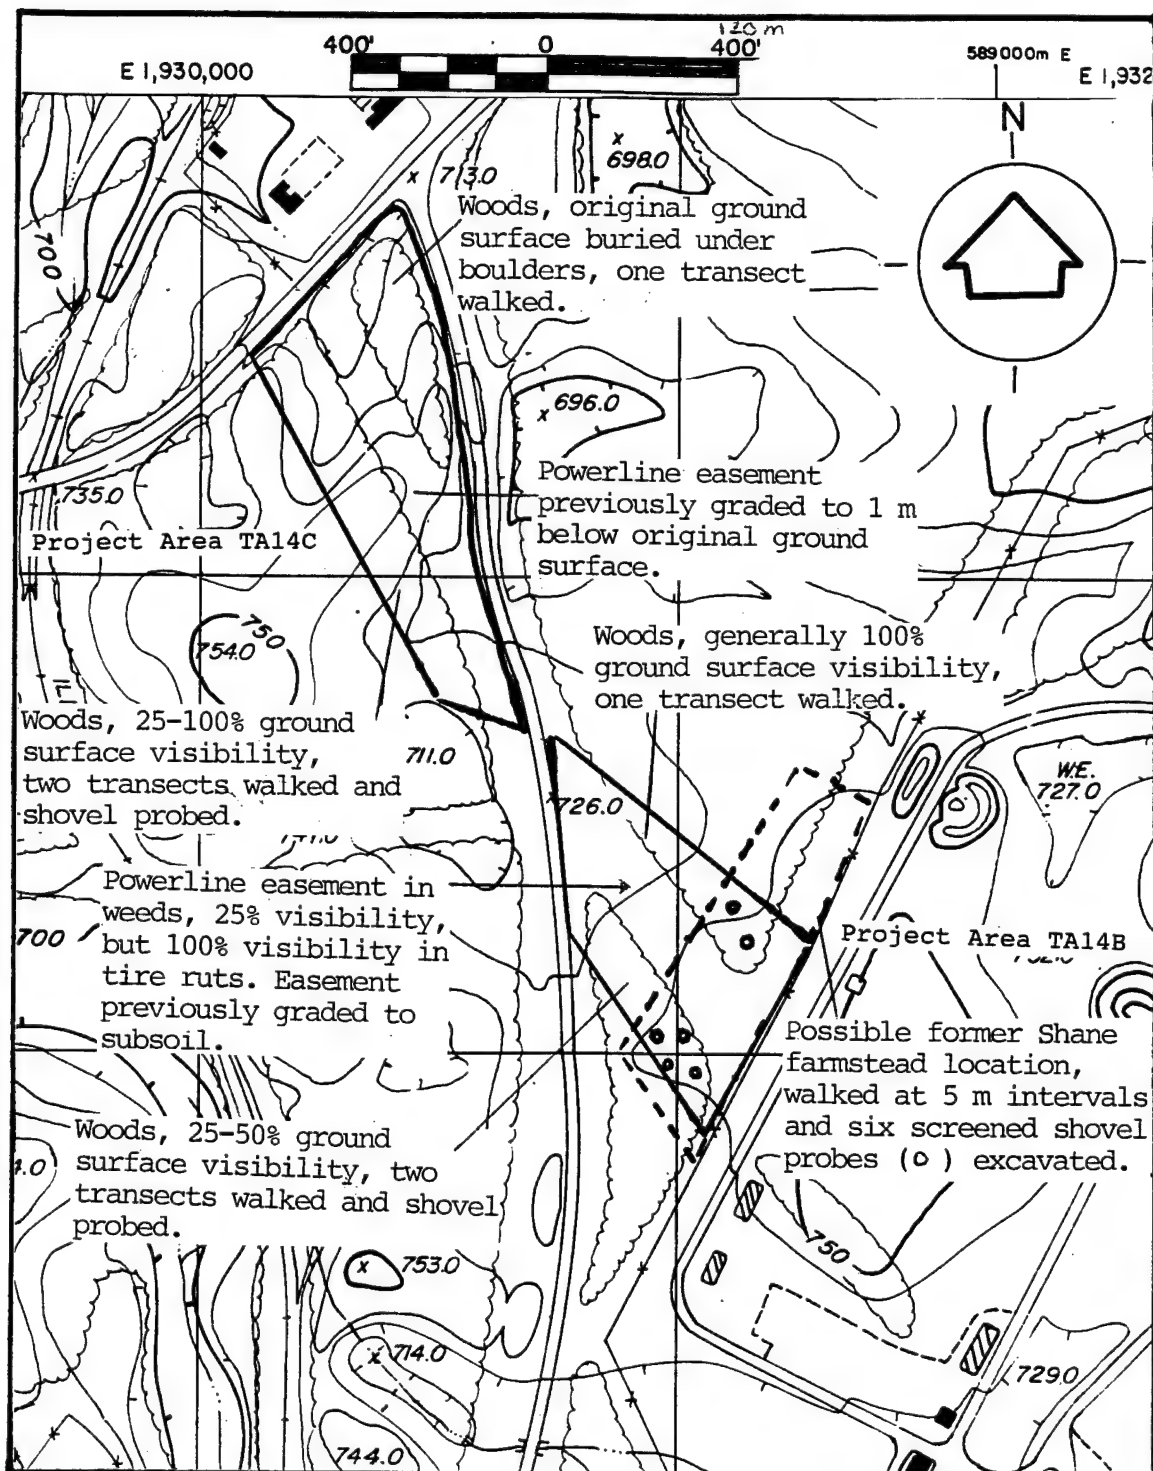 120 m
400' 0 400'
E 1,930,000
589000m E
E 1,932
N
698.0
713.0
Woods, original ground
surface buried under
boulders, one transect
walked.
700
696.0
Powerline easement
previously graded to 1 m
below original ground
surface.
735.0
Project Area TA14C
Woods, generally 100%
ground surface visibility,
one transect walked.
750
754.0
Woods, 25-100% ground
surface visibility,
two transects walked and
shovel probed.
711.0
726.0
W.E.
727.0
Powerline easement in
weeds, 25% visibility,
but 100% visibility in
tire ruts. Easement
previously graded to
subsoil.
700
Project Area TA14B
Possible former Shane
farmstead location,
walked at 5 m intervals
and six screened shovel
probes (o) excavated.
Woods, 25-50% ground
surface visibility, two
transects walked and shovel
probed.
750
753.0
714.0
729.0
744.0